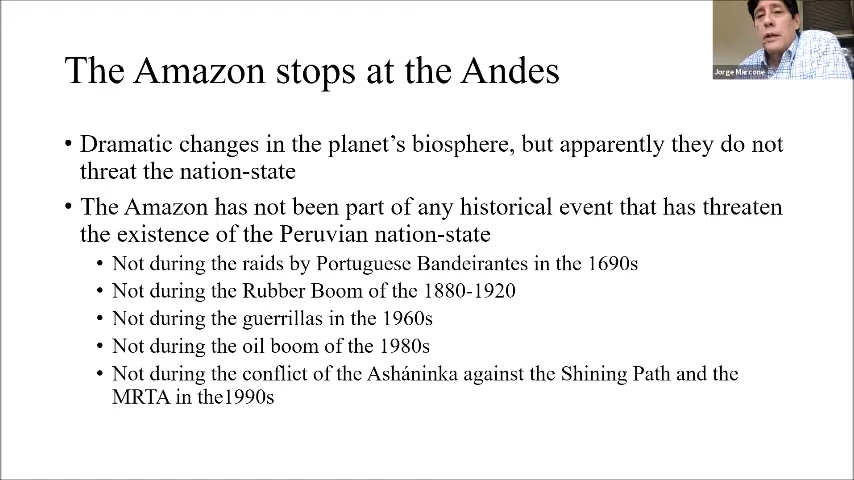 The Amazon stops at the Andes
Jorge Marcone
• Dramatic changes in the planet's biosphere, but apparently they do not
threat the nation-state
• The Amazon has not been part of any historical event that has threaten
the existence of the Peruvian nation-state
• Not during the raids by Portuguese Bandeirantes in the 1690s
• Not during the Rubber Boom of the 1880-1920
• Not during the guerrillas in the 1960s
• Not during the oil boom of the 1980s
• Not during the conflict of the Asháninka against the Shining Path and the
MRTA in the1990s